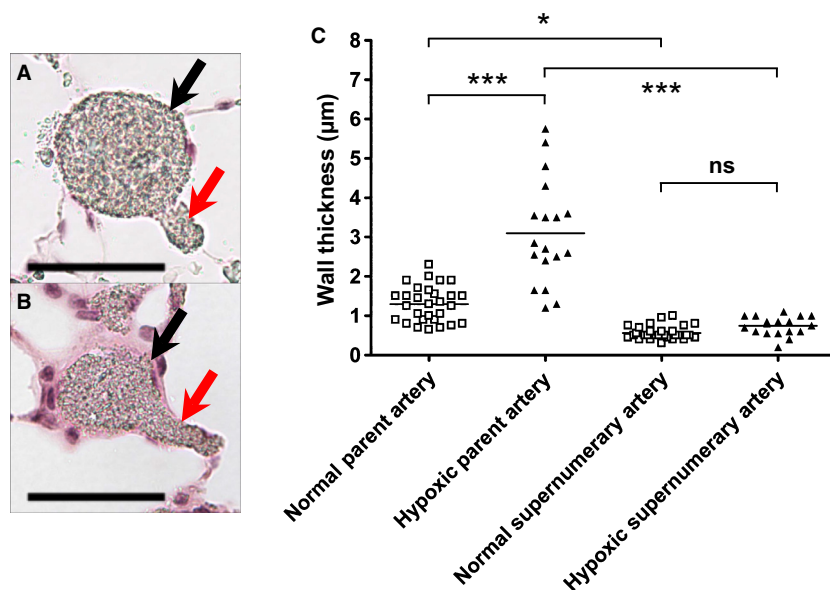 A
B
C
Wall thickness (µm)
8
7
6
5
4
3
2
1
0
*
***
***
ns
Normal parent artery
Hypoxic parent artery
Normal supernumerary artery
Hypoxic supernumerary artery